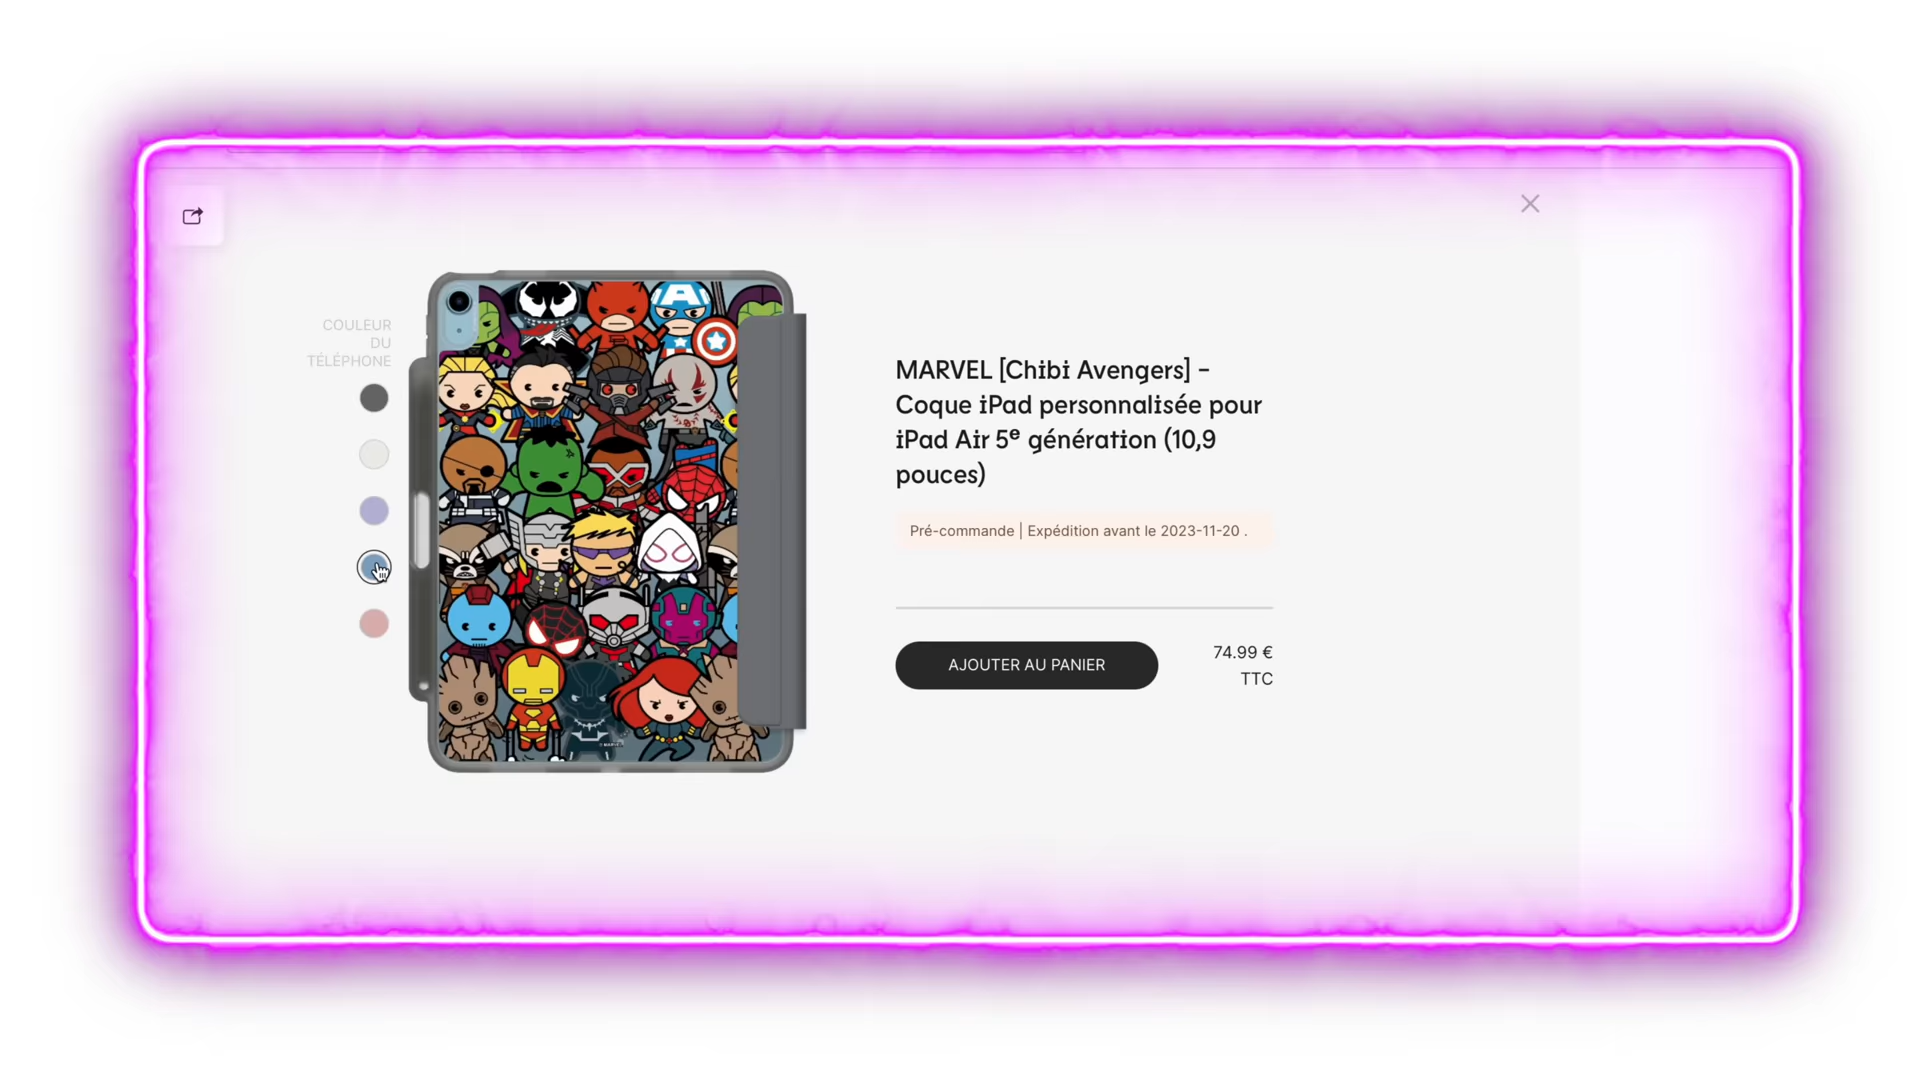 COULEUR
DU
TÉLÉPHONE
MARVEL [Chibi Avengers] -
Coque iPad personnalisée pour
iPad Air 5ᵉ génération (10,9
pouces)
Pré-commande | Expédition avant le 2023-11-20 .
AJOUTER AU PANIER
74.99 €
TTC